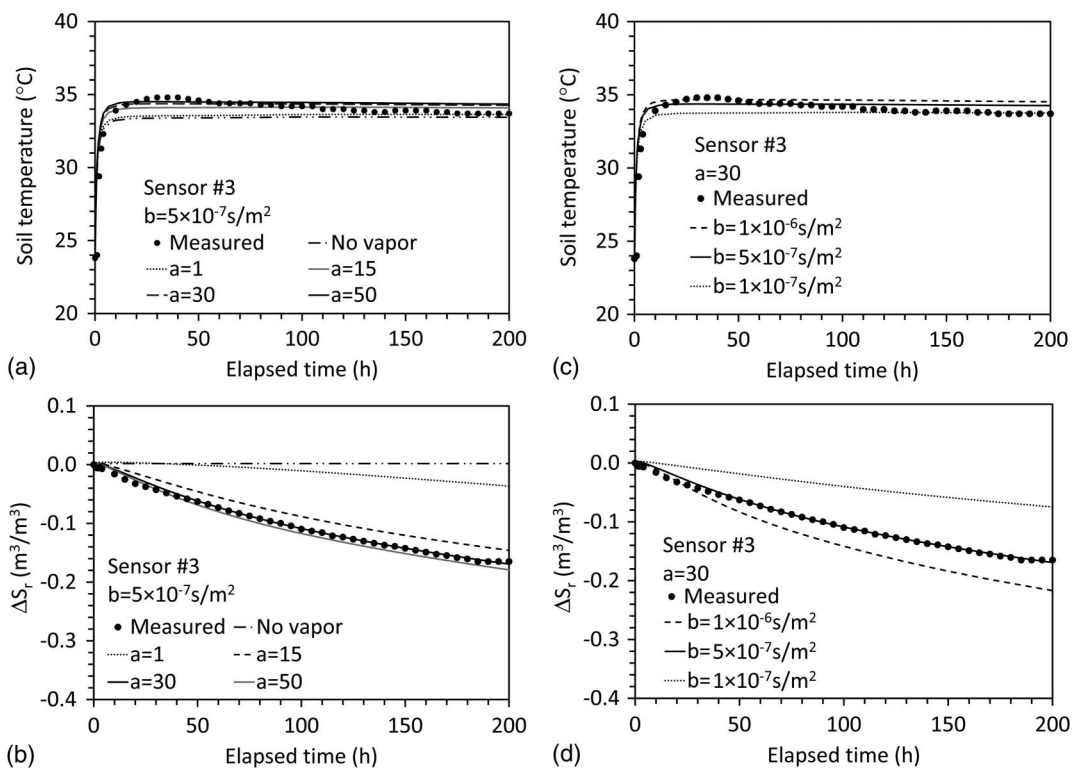 40
35
30
25
20
Soil temperature (°C)
Sensor #3
b=5×10⁻⁷s/m²
Measured
No vapor
a=1
a=15
a=30
a=50
0
50
100
150
200
(a)
Elapsed time (h)
40
35
30
25
20
Soil temperature (°C)
Sensor #3
a=30
Measured
b=1×10⁻⁶s/m²
b=5×10⁻⁷s/m²
b=1×10⁻⁷s/m²
0
50
100
150
200
(c)
Elapsed time (h)
0.1
0.0
-0.1
-0.2
-0.3
-0.4
ΔSr (m³/m³)
Sensor #3
b=5×10⁻⁷s/m²
Measured
No vapor
a=1
a=15
a=30
a=50
0
50
100
150
200
(b)
Elapsed time (h)
0.1
0.0
-0.1
-0.2
-0.3
-0.4
ΔSr (m³/m³)
Sensor #3
a=30
Measured
b=1×10⁻⁶s/m²
b=5×10⁻⁷s/m²
b=1×10⁻⁷s/m²
0
50
100
150
200
(d)
Elapsed time (h)